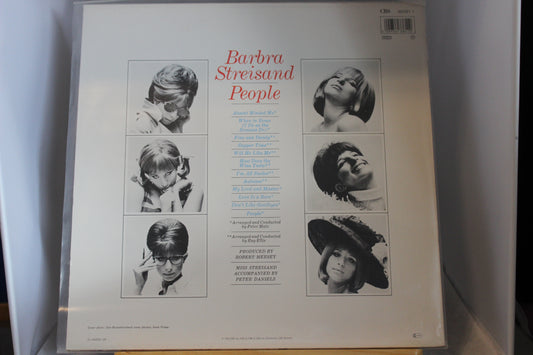 CBS
Barbra
Streisand
People
Absent Minded Me*
When in Rome
(I Do as the
Romans Do)*
Fine and Dandy**
Supper Time**
Will He Like Me**
How Does the
Wine Taste**
I'm All Smiles**
Autumn**
My Lord and Master*
Love Is a Bore*
Don't Like Goodbyes*
People*
*Arranged and Conducted
by Peter Matz
**Arranged and Conducted
by Ray Ellis
PRODUCED BY
ROBERT MERSEY
MISS STREISAND
ACCOMPANIED BY
PETER DANIELS